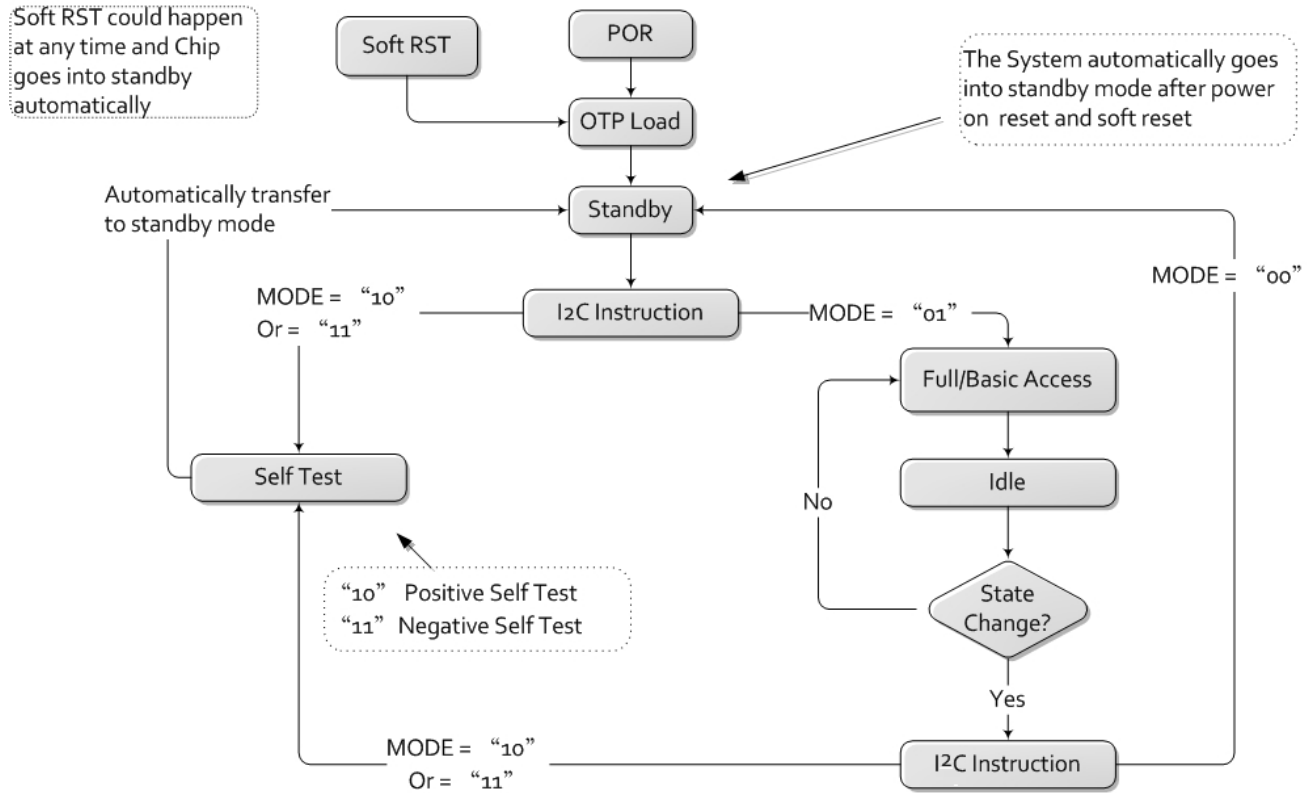 Soft RST could happen
at any time and Chip
goes into standby
automatically
Soft RST
POR
The System automatically goes
into standby mode after power
on reset and soft reset
OTP Load
Automatically transfer
to standby mode
Standby
MODE = “00”
MODE = “10”
Or = “11”
I2C Instruction
MODE = “01”
Full/Basic Access
Self Test
Idle
No
“10” Positive Self Test
“11” Negative Self Test
State
Change?
Yes
MODE = “10”
Or = “11”
I²C Instruction